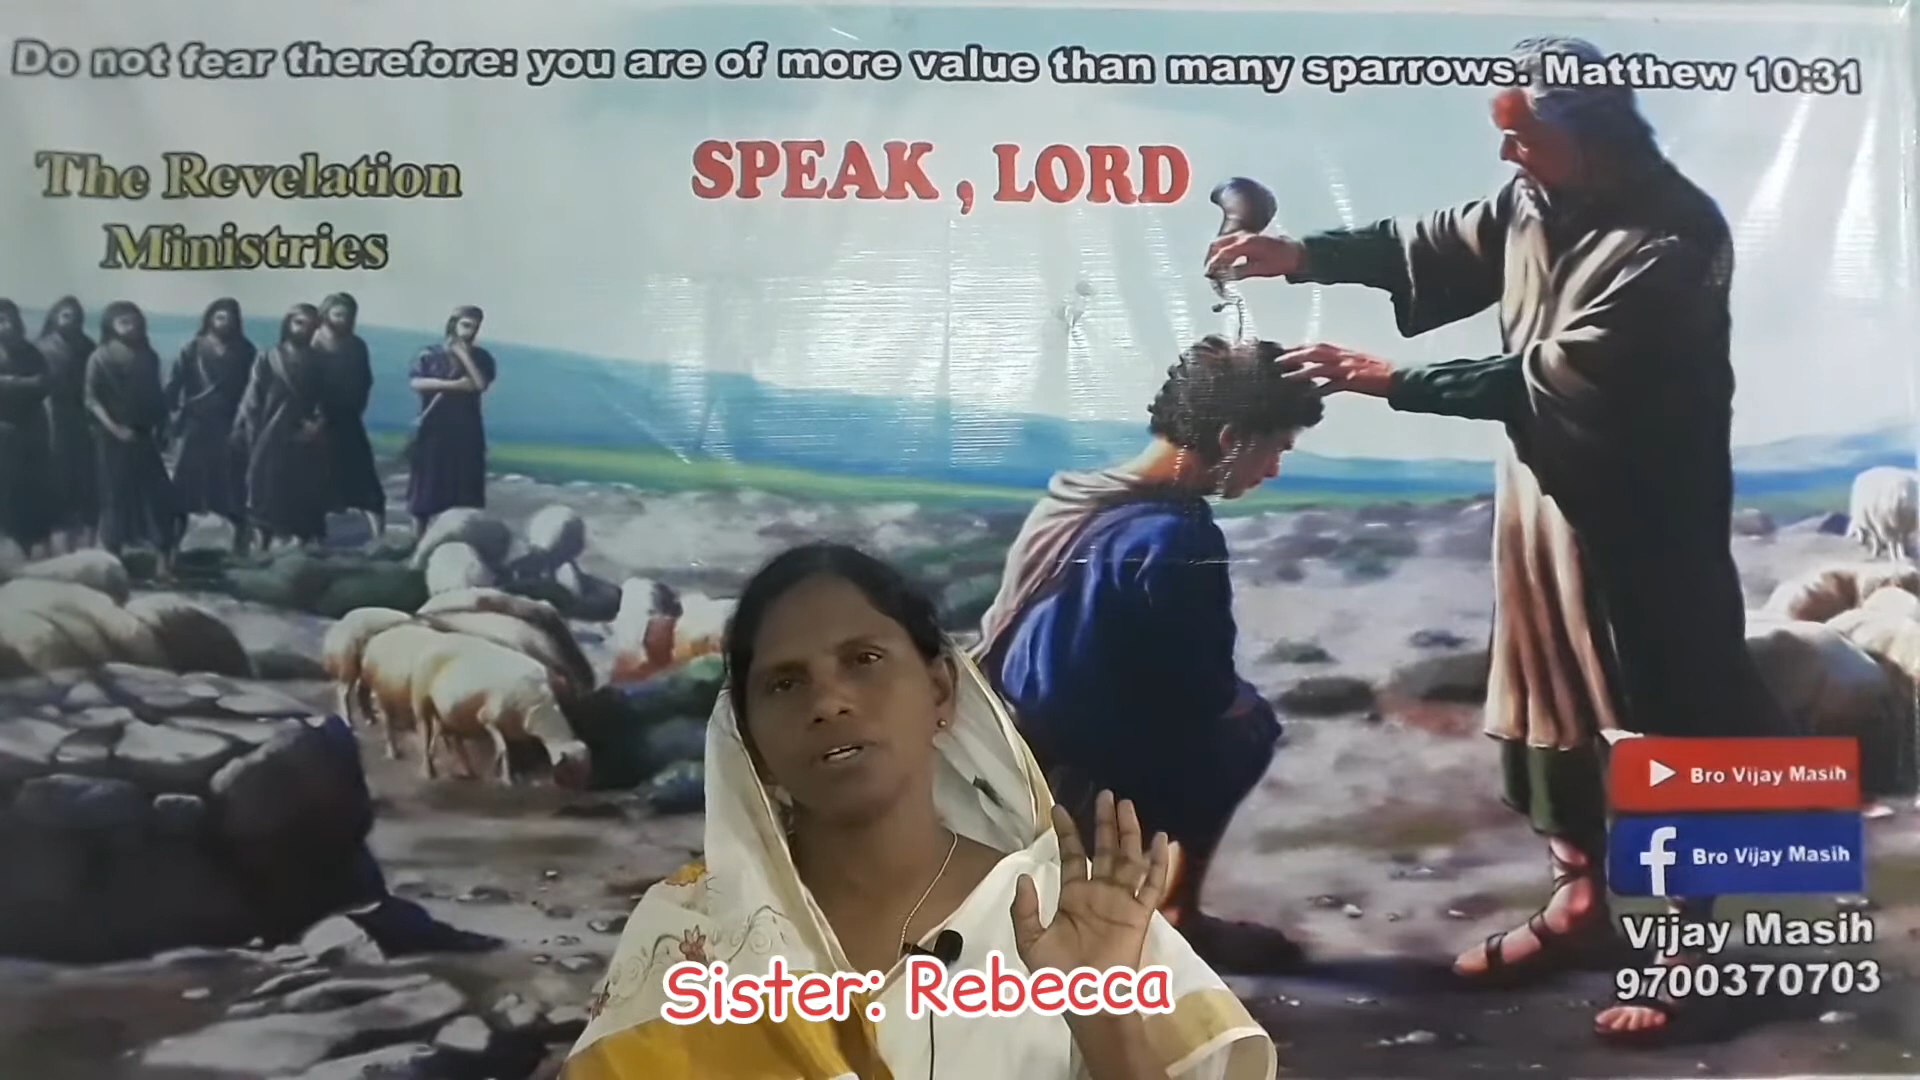 Do not fear therefore: you are of more value than many sparrows. Matthew 10:31
The Revelation
Ministries
SPEAK , LORD
Bro Vijay Masih
Bro Vijay Masih
Vijay Masih
9700370703
Sister: Rebecca